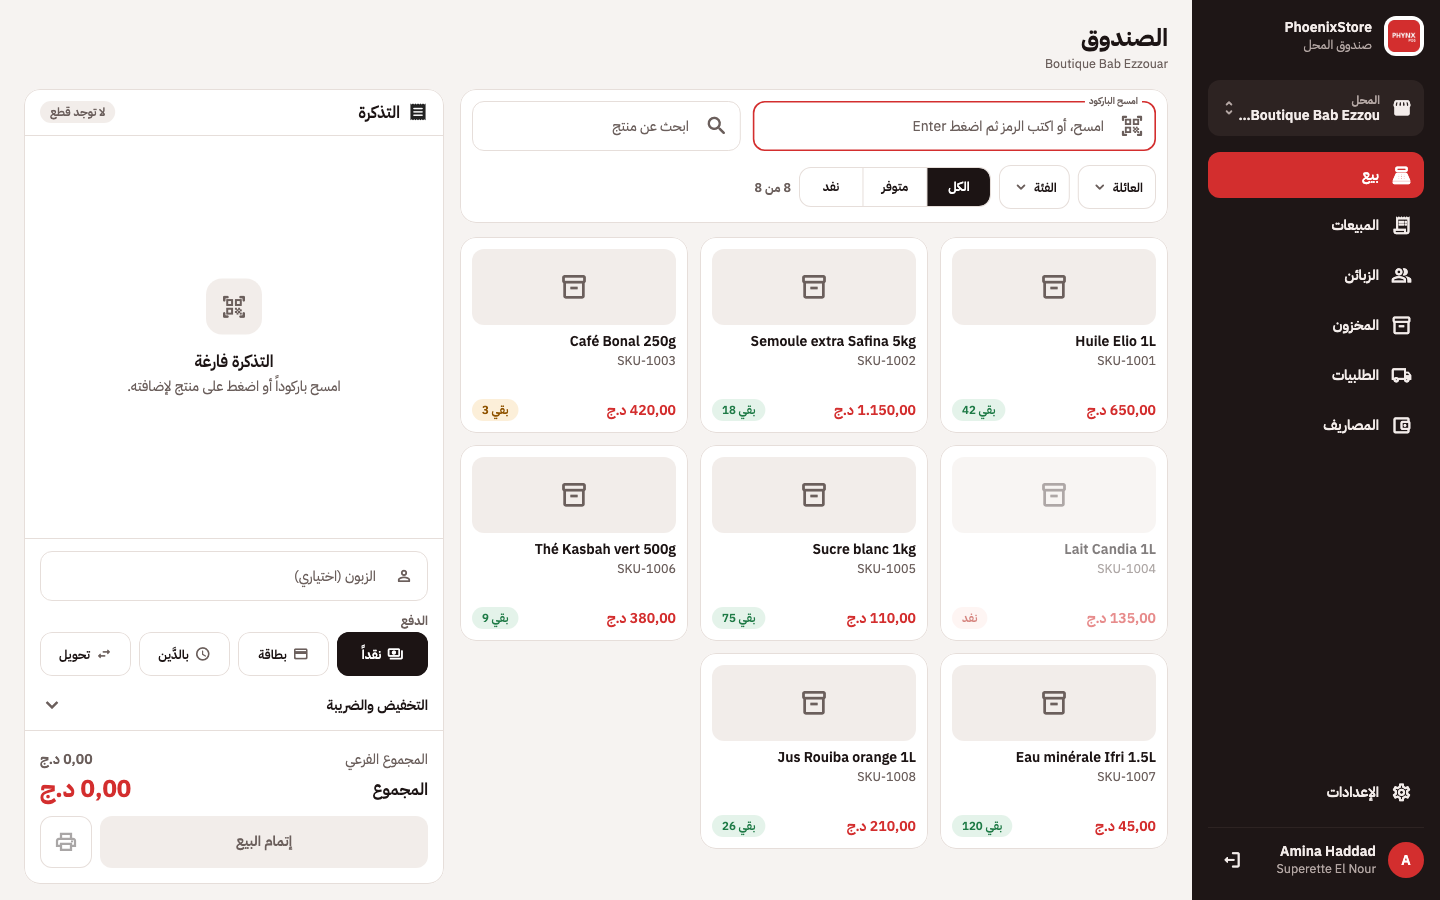 PhoenixStore
صندوق المحل
PHYNX
POS
المحل
Boutique Bab Ezzou...
بيع
المبيعات
الزبائن
المخزون
الطلبيات
المصاريف
الإعدادات
Amina Haddad
Superette El Nour
A
الصندوق
Boutique Bab Ezzouar
امسح الباركود
امسح، أو اكتب الرمز ثم اضغط Enter
ابحث عن منتج
العائلة
الفئة
الكل
متوفر
نفد
8 من 8
Huile Elio 1L
SKU-1001
650,00 د.ج
بقي 42
Semoule extra Safina 5kg
SKU-1002
1.150,00 د.ج
بقي 18
Café Bonal 250g
SKU-1003
420,00 د.ج
بقي 3
Lait Candia 1L
SKU-1004
135,00 د.ج
نفد
Sucre blanc 1kg
SKU-1005
110,00 د.ج
بقي 75
Thé Kasbah vert 500g
SKU-1006
380,00 د.ج
بقي 9
Eau minérale Ifri 1.5L
SKU-1007
45,00 د.ج
بقي 120
Jus Rouiba orange 1L
SKU-1008
210,00 د.ج
بقي 26
التذكرة
لا توجد قطع
التذكرة فارغة
امسح باركوداً أو اضغط على منتج لإضافته.
الزبون (اختياري)
الدفع
نقداً
بطاقة
بالدَّين
تحويل
التخفيض والضريبة
المجموع الفرعي
0,00 د.ج
المجموع
0,00 د.ج
إتمام البيع